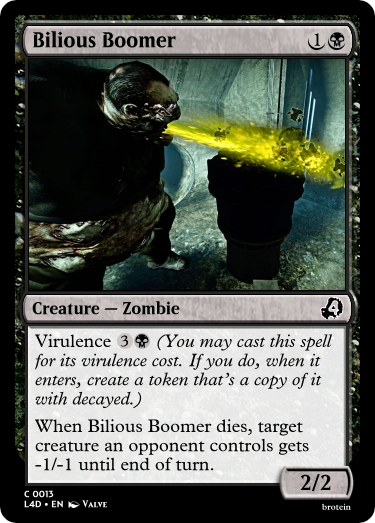 Bilious Boomer 1
Creature — Zombie
4
Virulence 3 (You may cast this spell
for its virulence cost. If you do, when it
enters, create a token that's a copy of it
with decayed.)
When Bilious Boomer dies, target
creature an opponent controls gets
-1/-1 until end of turn.
2/2
C 0013
L4D • EN Valve
brotein